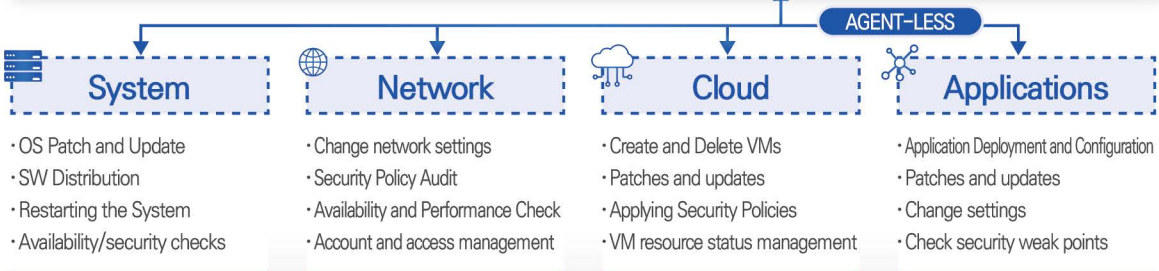 AGENT-LESS
System
· OS Patch and Update
· SW Distribution
· Restarting the System
· Availability/security checks
Network
· Change network settings
· Security Policy Audit
· Availability and Performance Check
· Account and access management
Cloud
· Create and Delete VMs
· Patches and updates
· Applying Security Policies
· VM resource status management
Applications
· Application Deployment and Configuration
· Patches and updates
· Change settings
· Check security weak points